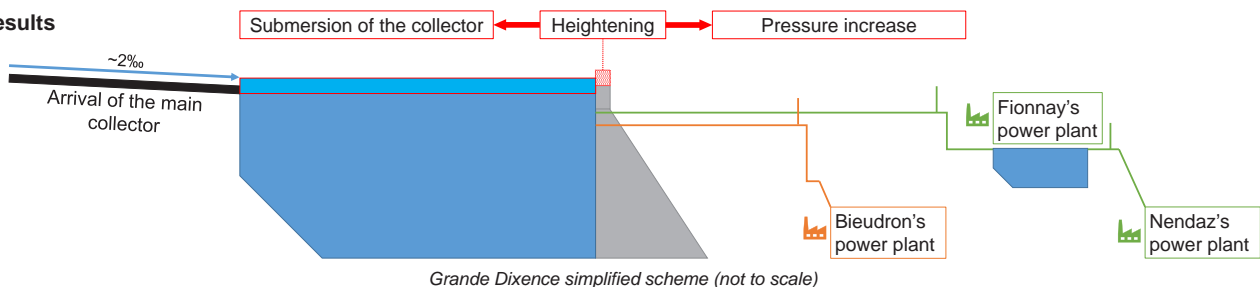 esults
Submersion of the collector
Heightening
Pressure increase
~2‰
Arrival of the main
collector
Fionnay's
power plant
Bieudron's
power plant
Nendaz's
power plant
Grande Dixence simplified scheme (not to scale)